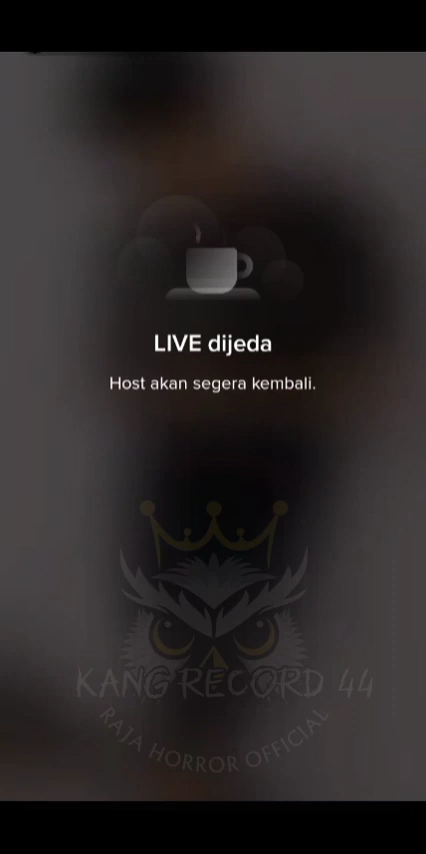 LIVE dijeda
Host akan segera kembali.
KANG RECORD 44
RAJA HORROR OFFICIAL